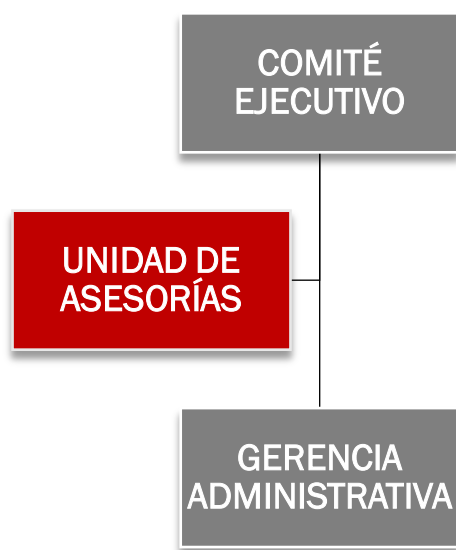 COMITÉ
EJECUTIVO
UNIDAD DE
ASESORÍAS
GERENCIA
ADMINISTRATIVA